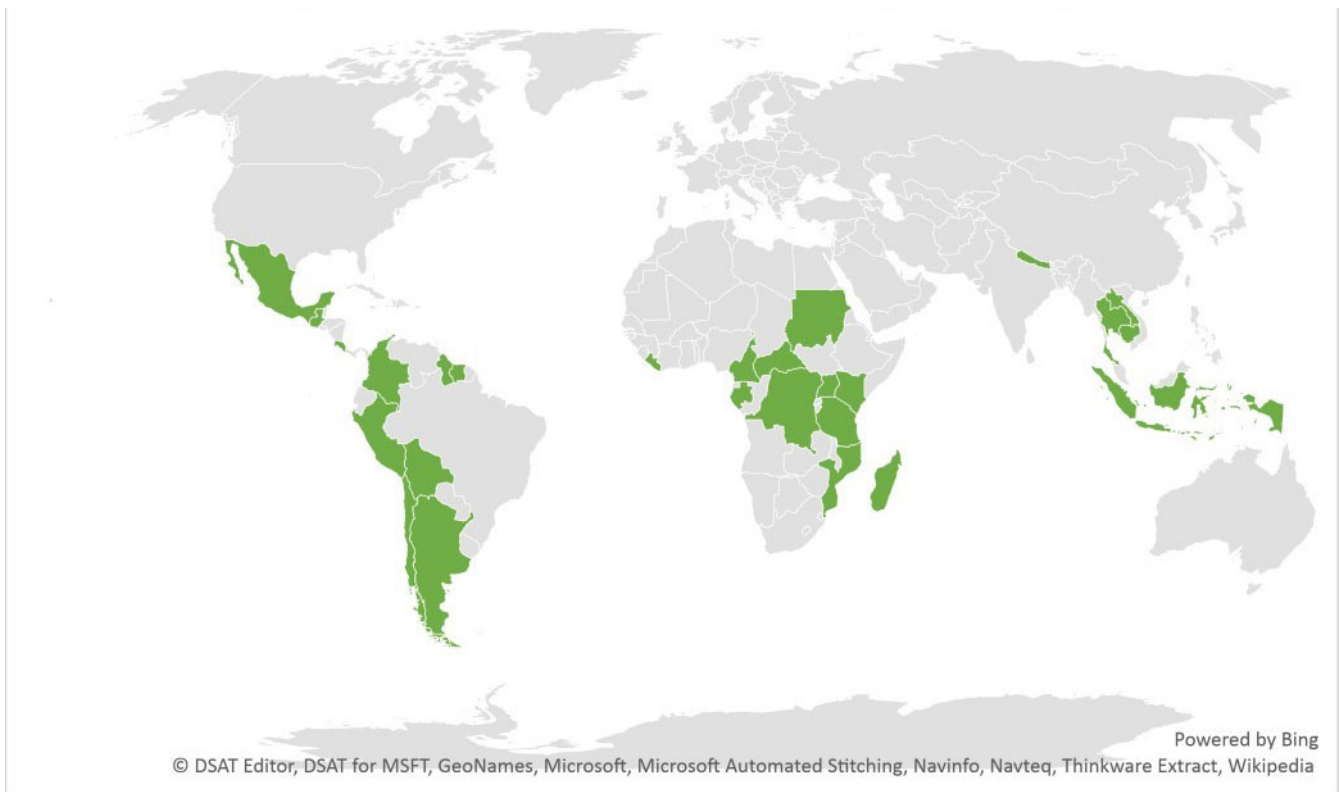 Powered by Bing
© DSAT Editor, DSAT for MSFT, GeoNames, Microsoft, Microsoft Automated Stitching, Navinfo, Navteq, Thinkware Extract, Wikipedia